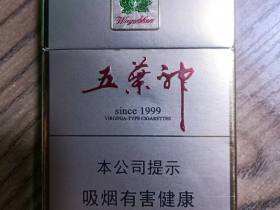 Wuyeshen
五葉神
since 1999
VIRGINIA-TYPE CIGARETTES
本公司提示
吸烟有害健康